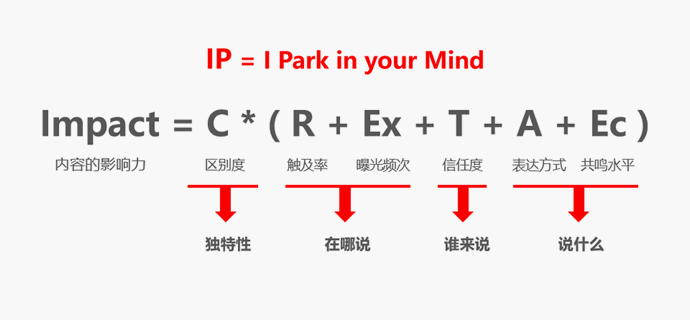 IP = I Park in your Mind
Impact = C * ( R + Ex + T + A + Ec )
内容的影响力 区别度 触及率 曝光频次 信任度 表达方式 共鸣水平
独特性 在哪说 谁来说 说什么